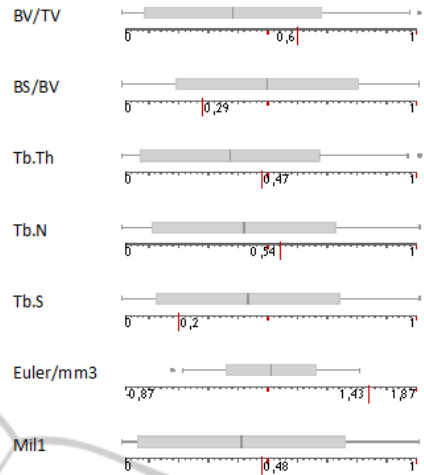 BV/TV
0 0,6 1
BS/BV
0 0,29 1
Tb.Th
0 0,47 1
Tb.N
0 0,54 1
Tb.S
0 0,2 1
Euler/mm3
-0,87 1,43 1,87
Mil1
0 0,48 1